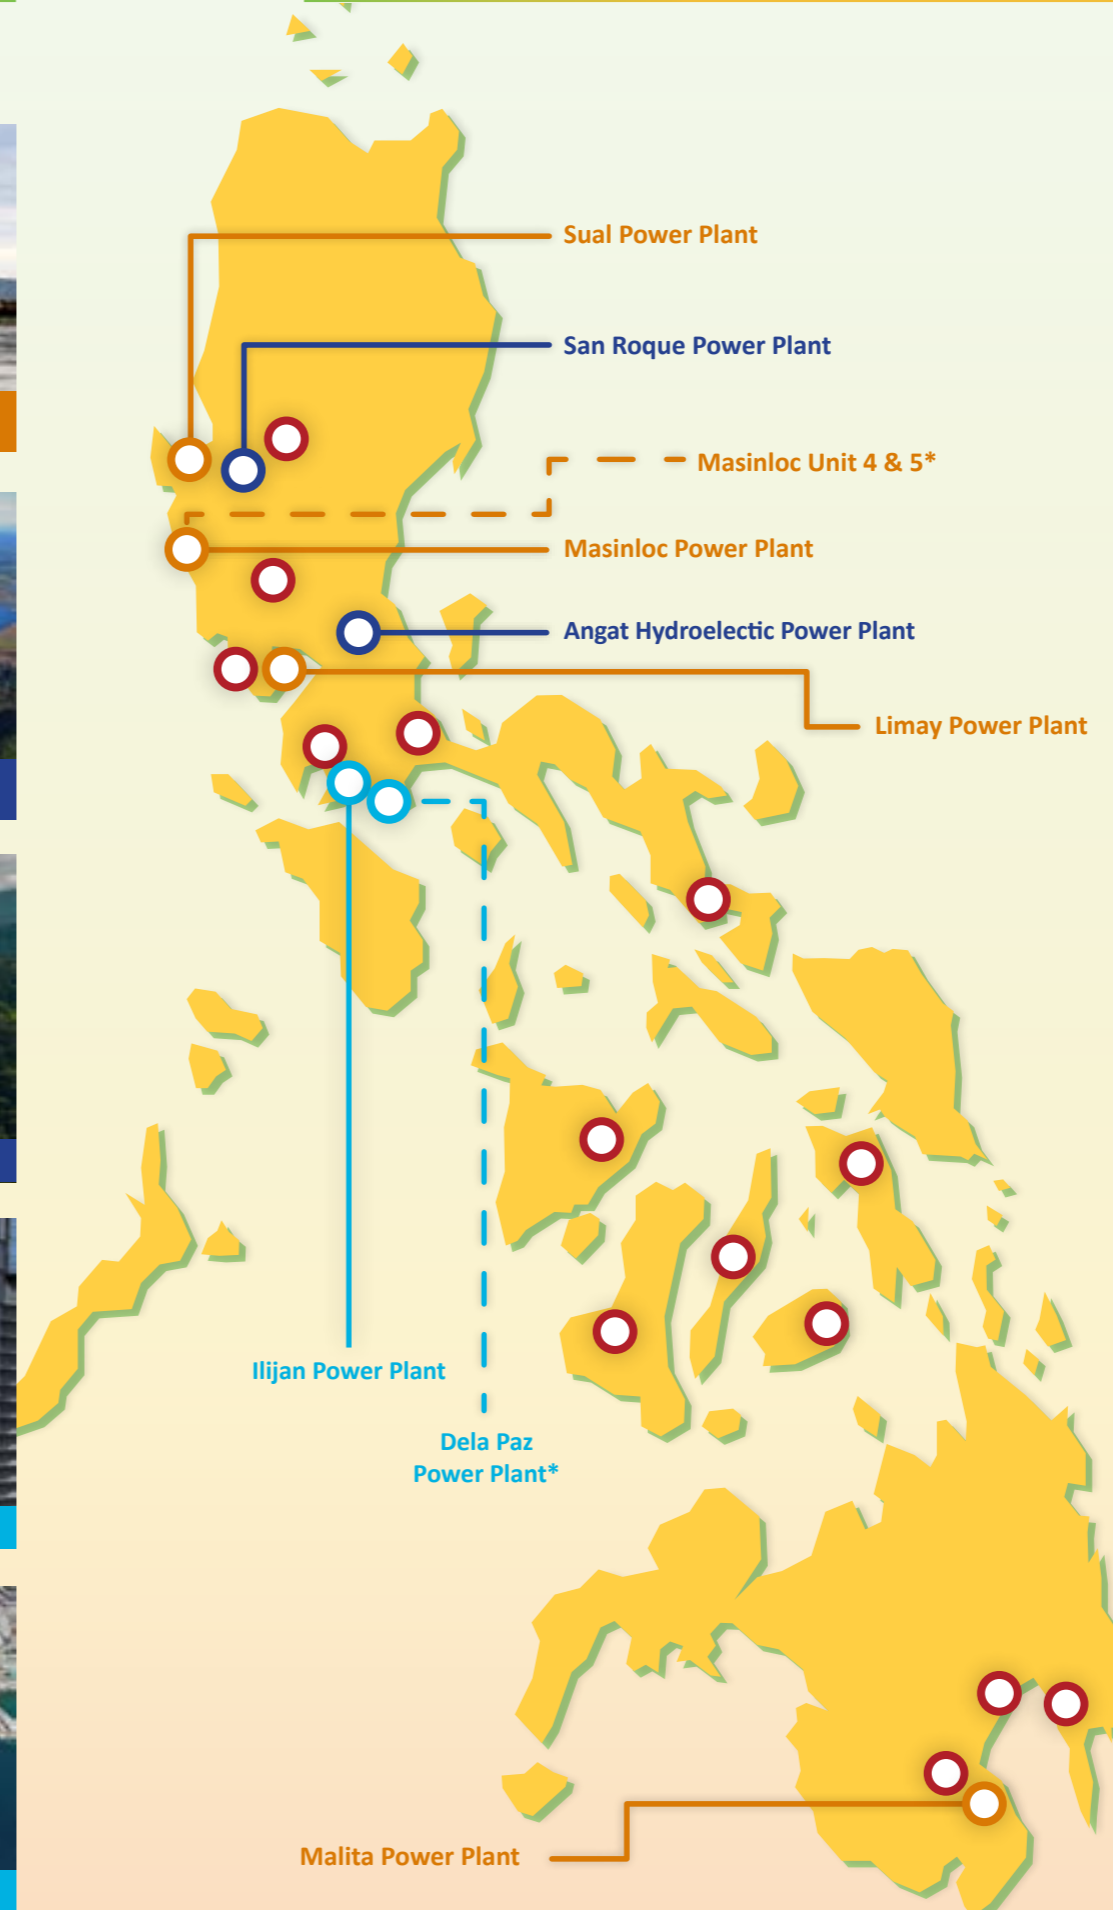 Sual Power Plant
San Roque Power Plant
Masinloc Unit 4 & 5*
Masinloc Power Plant
Angat Hydroelectic Power Plant
Limay Power Plant
Ilijan Power Plant
Dela Paz
Power Plant*
Malita Power Plant